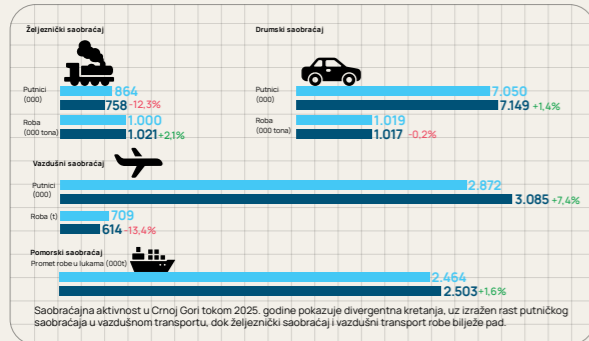 Željeznički saobraćaj
Putnici
(000)
864
758 -12,3%
Roba
(000 tona)
1.000
1.021 +2,1%
Drumski saobraćaj
Putnici
(000)
7.050
7.149 +1,4%
Roba
(000 tona)
1.019
1.017 -0,2%
Vazdušni saobraćaj
Putnici
(000)
2.872
3.085 +7,4%
Roba (t)
709
614 -13,4%
Pomorski saobraćaj
Promet robe u lukama (000t)
2.464
2.503 +1,6%
Saobraćajna aktivnost u Crnoj Gori tokom 2025. godine pokazuje divergentna kretanja, uz izražen rast putničkog
saobraćaja u vazdušnom transportu, dok željeznički saobraćaj i vazdušni transport robe bilježe pad.